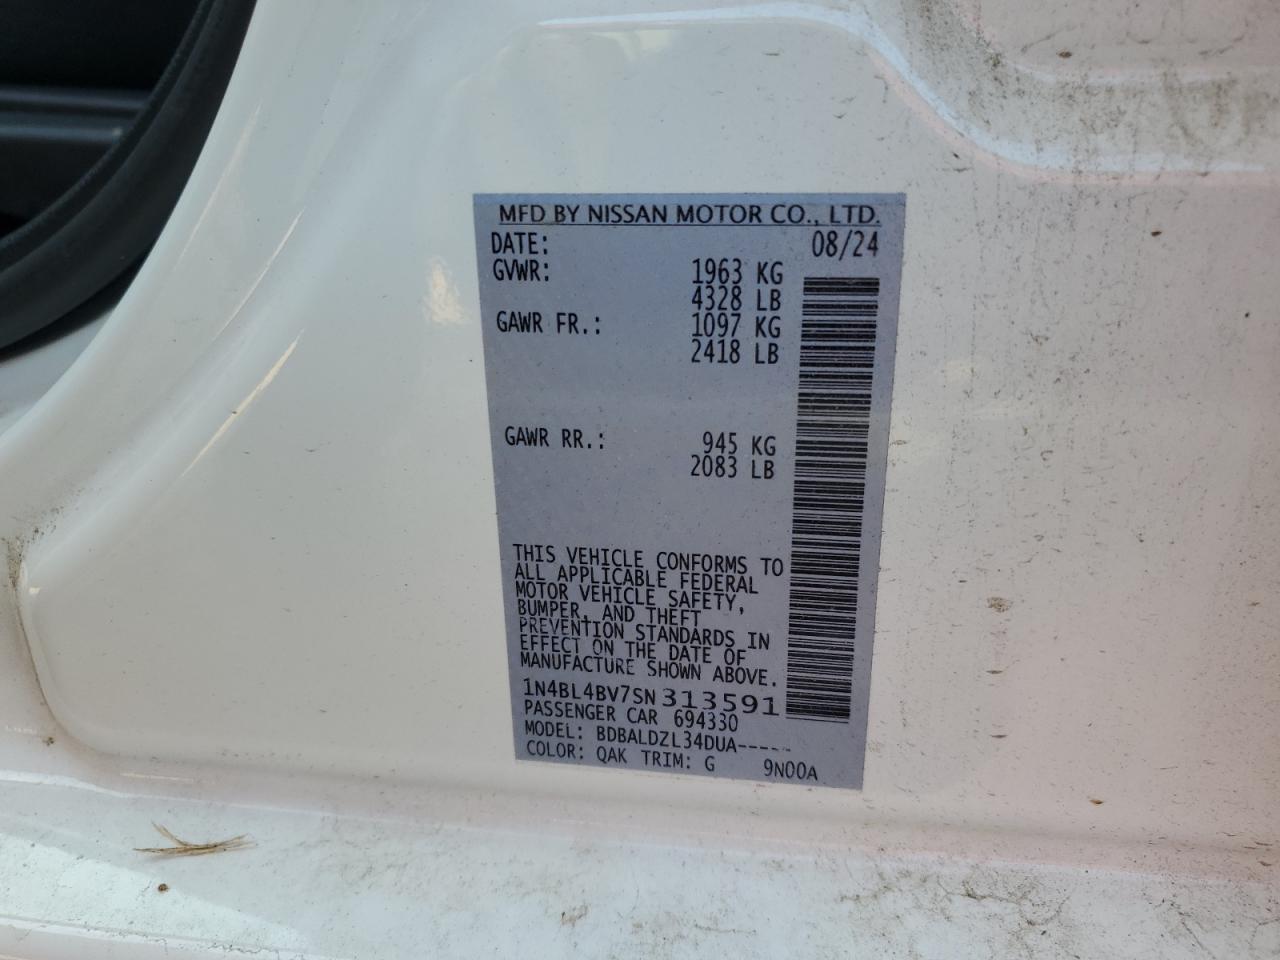 MFD BY NISSAN MOTOR CO., LTD.
DATE: 08/24
GVWR: 1963 KG
4328 LB
GAWR FR.: 1097 KG
2418 LB
GAWR RR.: 945 KG
2083 LB
THIS VEHICLE CONFORMS TO
ALL APPLICABLE FEDERAL
MOTOR VEHICLE SAFETY,
BUMPER, AND THEFT
PREVENTION STANDARDS IN
EFFECT ON THE DATE OF
MANUFACTURE SHOWN ABOVE.
1N4BL4BV7SN313591
PASSENGER CAR 694330
MODEL: BDBALDZL34DUA-----
COLOR: QAK TRIM: G 9N00A